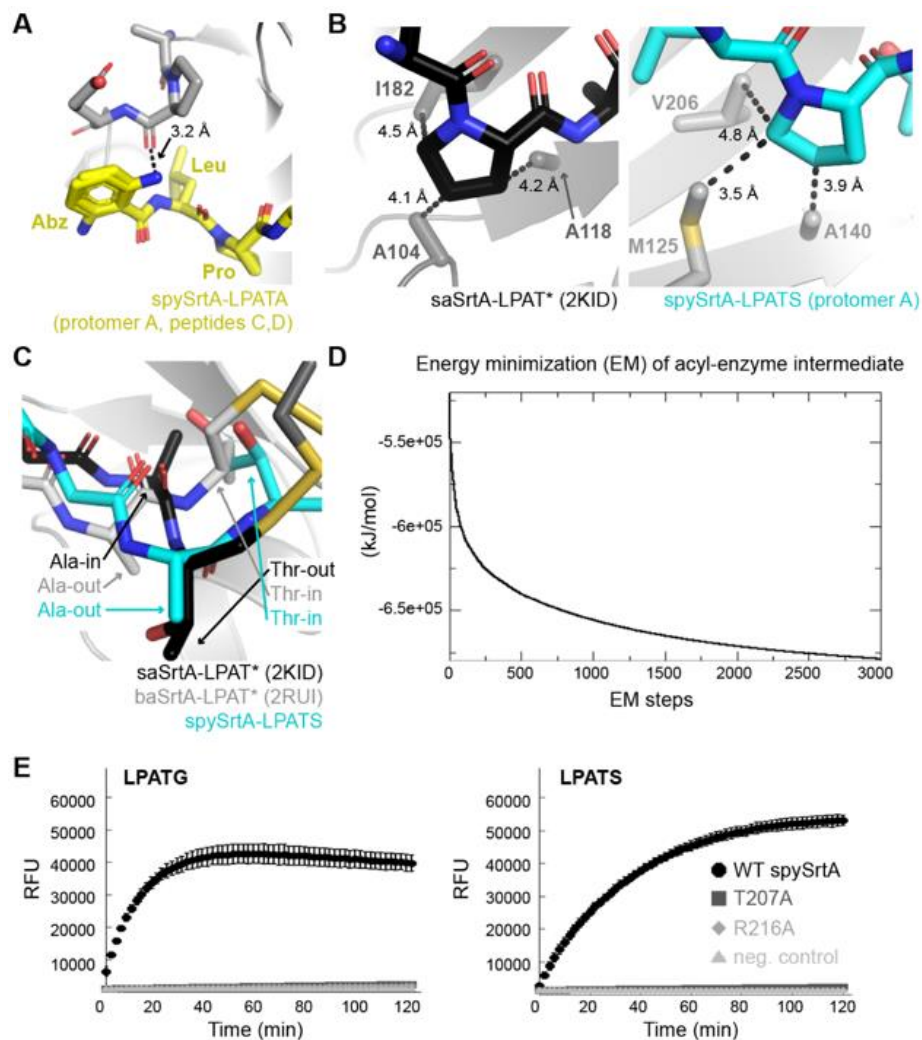 A
3.2 Å
Leu
Abz
Pro
spySrtA-LPATA
(protomer A, peptides C,D)
B
I182
4.5 Å
4.1 Å
4.2 Å
A104
A118
saSrtA-LPAT* (2KID)
V206
4.8 Å
3.5 Å
3.9 Å
M125
A140
spySrtA-LPATS (protomer A)
C
Ala-in
Ala-out
Ala-out
Thr-out
Thr-in
Thr-in
saSrtA-LPAT* (2KID)
baSrtA-LPAT* (2RUI)
spySrtA-LPATS
D
Energy minimization (EM) of acyl-enzyme intermediate
(kJ/mol)
-5.5e+05
-6e+05
-6.5e+05
0 500 1000 1500 2000 2500 3000
EM steps
E
LPATG
RFU
60000
50000
40000
30000
20000
10000
0 20 40 60 80 100 120
Time (min)
LPATS
RFU
60000
50000
40000
30000
20000
10000
WT spySrtA
T207A
R216A
neg. control
0 20 40 60 80 100 120
Time (min)